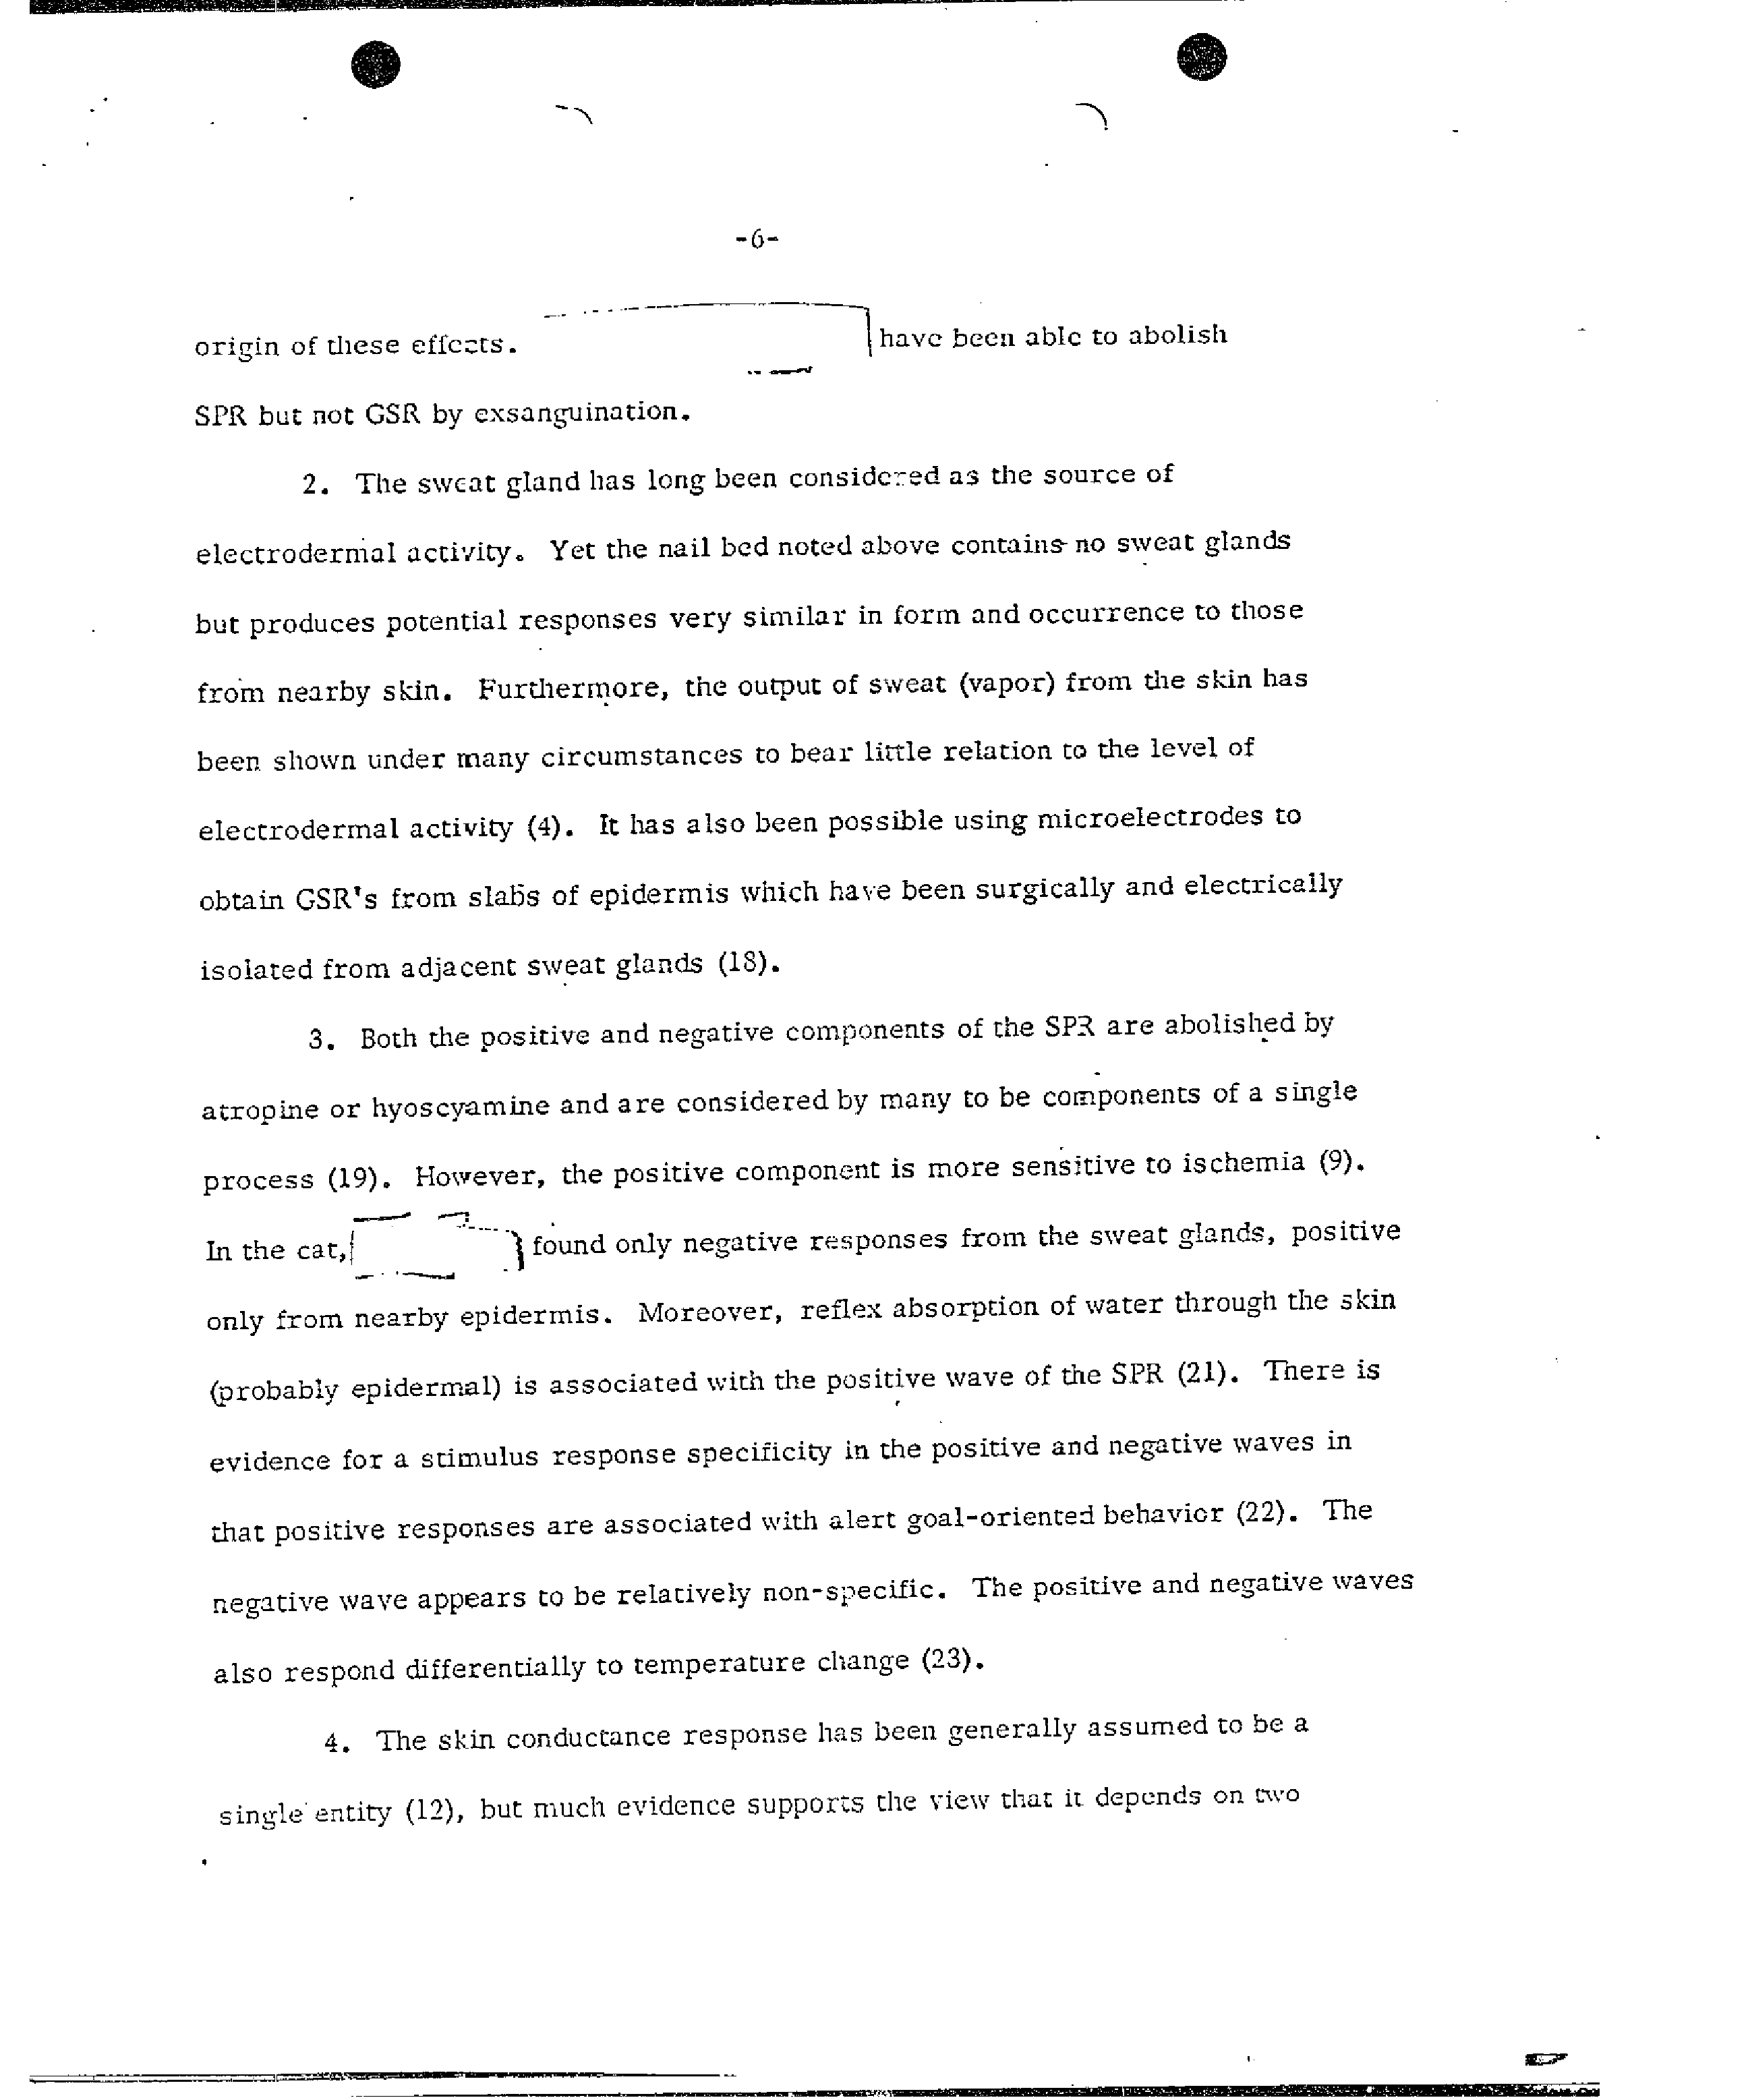 -6-
origin of these effects. have been able to abolish
SPR but not GSR by exsanguination.
2. The sweat gland has long been considered as the source of
electrodermal activity. Yet the nail bed noted above contains no sweat glands
but produces potential responses very similar in form and occurrence to those
from nearby skin. Furthermore, the output of sweat (vapor) from the skin has
been shown under many circumstances to bear little relation to the level of
electrodermal activity (4). It has also been possible using microelectrodes to
obtain GSR's from slabs of epidermis which have been surgically and electrically
isolated from adjacent sweat glands (18).
3. Both the positive and negative components of the SPR are abolished by
atropine or hyoscyamine and are considered by many to be components of a single
process (19). However, the positive component is more sensitive to ischemia (9).
In the cat, found only negative responses from the sweat glands, positive
only from nearby epidermis. Moreover, reflex absorption of water through the skin
(probably epidermal) is associated with the positive wave of the SPR (21). There is
evidence for a stimulus response specificity in the positive and negative waves in
that positive responses are associated with alert goal-oriented behavior (22). The
negative wave appears to be relatively non-specific. The positive and negative waves
also respond differentially to temperature change (23).
4. The skin conductance response has been generally assumed to be a
single entity (12), but much evidence supports the view that it depends on two